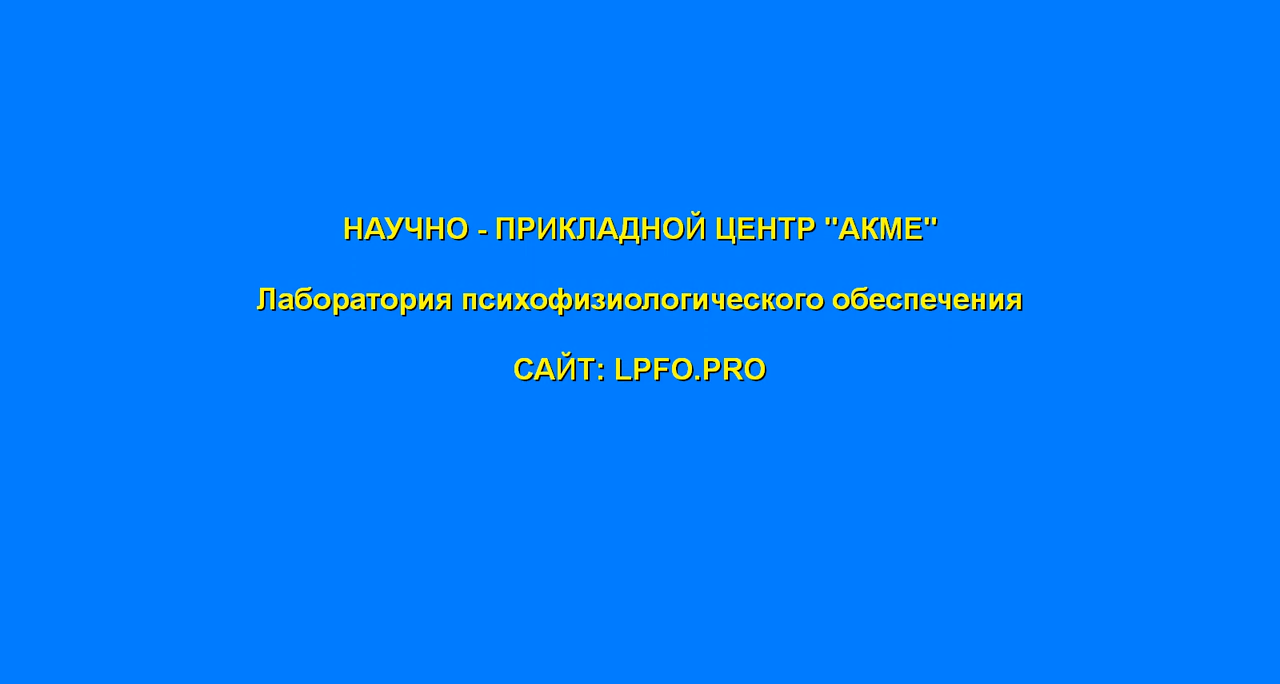 НАУЧНО - ПРИКЛАДНОЙ ЦЕНТР "АКМЕ"
Лаборатория психофизиологического обеспечения
САЙТ: LPFO.PRO